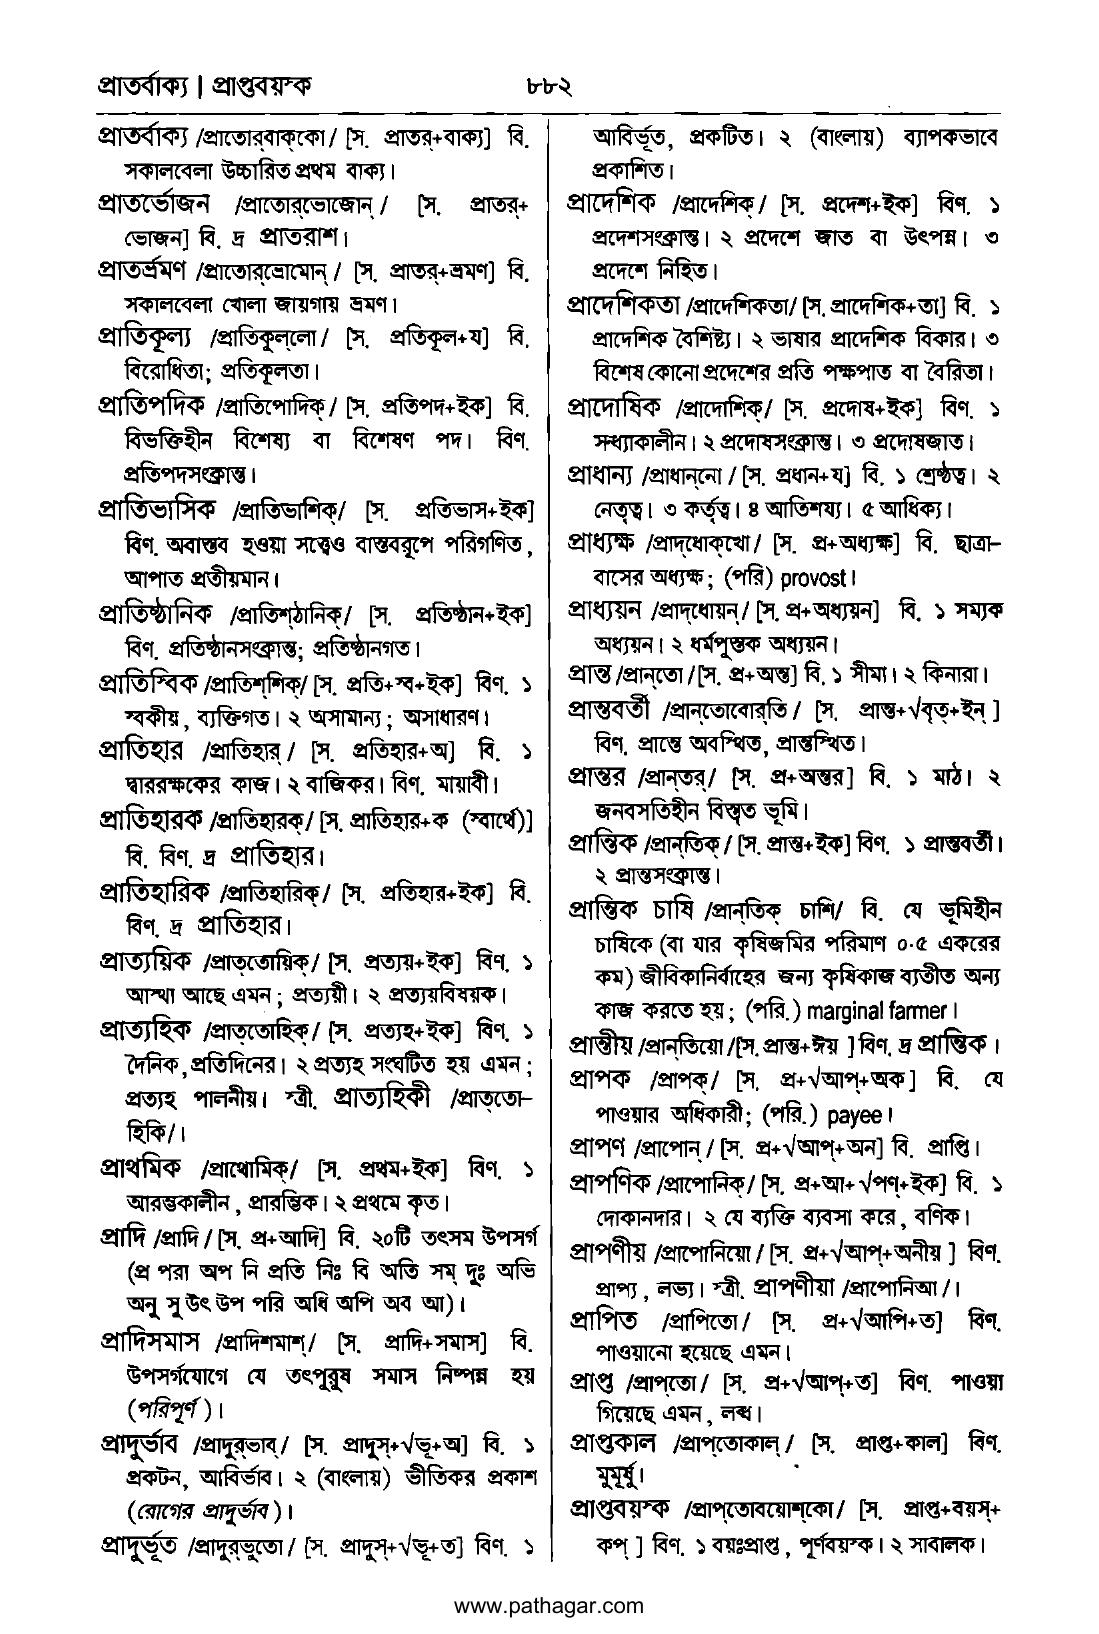 প্রাতর্বাক্য | প্রাপ্তবয়স্ক
৮৮২
প্রাতর্বাক্য /প্রাতোর্‌বাক্‌কো/ [স. প্রাতর্‌+বাক্য] বি.
সকালবেলা উচ্চারিত প্রথম বাক্য।
প্রাতর্ভোজন /প্রাতোর্‌ভোজোন্‌/ [স. প্রাতর্‌+
ভোজন] বি. দ্র প্রাতরাশ।
প্রাতর্ভ্রমণ /প্রাতোর্‌ভ্রোমোন্‌/ [স. প্রাতর্‌+ভ্রমণ] বি.
সকালবেলা খোলা জায়গায় ভ্রমণ।
প্রাতিকূল্য /প্রাতিকুল্‌লো/ [স. প্রতিকূল+য] বি.
বিরোধিতা; প্রতিকূলতা।
প্রাতিপদিক /প্রাতিপোদিক্‌/ [স. প্রতিপদ+ইক] বি.
বিভক্তিহীন বিশেষ্য বা বিশেষণ পদ। বিণ.
প্রতিপদসংক্রান্ত।
প্রাতিভাসিক /প্রাতিভাশিক্‌/ [স. প্রতিভাস+ইক]
বিণ. অবাস্তব হওয়া সত্ত্বেও বাস্তবরূপে পরিগণিত,
আপাত প্রতীয়মান।
প্রাতিষ্ঠানিক /প্রাতিশ্‌ঠানিক্‌/ [স. প্রতিষ্ঠান+ইক]
বিণ. প্রতিষ্ঠানসংক্রান্ত; প্রতিষ্ঠানগত।
প্রাতিস্বিক /প্রাতিশ্‌শিক্‌/ [স. প্রতি+স্ব+ইক] বিণ. ১
স্বকীয়, ব্যক্তিগত। ২ অসামান্য; অসাধারণ।
প্রাতিহার /প্রাতিহার্‌/ [স. প্রতিহার+অ] বি. ১
দ্বাররক্ষকের কাজ। ২ বাজিকর। বিণ. মায়াবী।
প্রাতিহারক /প্রাতিহারক্‌/ [স. প্রাতিহার+ক (স্বার্থে)]
বি. বিণ. দ্র প্রাতিহার।
প্রাতিহারিক /প্রাতিহারিক্‌/ [স. প্রতিহার+ইক] বি.
বিণ. দ্র প্রাতিহার।
প্রাত্যয়িক /প্রাত্‌তোয়িক্‌/ [স. প্রত্যয়+ইক] বিণ. ১
আস্থা আছে এমন; প্রত্যয়ী। ২ প্রত্যয়বিষয়ক।
প্রাত্যহিক /প্রাত্‌তোহিক্‌/ [স. প্রত্যহ+ইক] বিণ. ১
দৈনিক, প্রতিদিনের। ২ প্রত্যহ সংঘটিত হয় এমন;
প্রত্যহ পালনীয়। স্ত্রী. প্রাত্যহিকী /প্রাত্‌তো-
হিকি/।
প্রাথমিক /প্রাথোমিক্‌/ [স. প্রথম+ইক] বিণ. ১
আরম্ভকালীন, প্রারম্ভিক। ২ প্রথমে কৃত।
প্রাদি /প্রাদি/ [স. প্র+আদি] বি. ২০টি তৎসম উপসর্গ
(প্র পরা অপ নি প্রতি নিঃ বি অতি সম্‌ দুঃ অভি
অনু সু উৎ উপ পরি অধি অপি অব আ)।
প্রাদিসমাস /প্রাদিশমাশ্‌/ [স. প্রাদি+সমাস] বি.
উপসর্গযোগে যে তৎপুরুষ সমাস নিষ্পন্ন হয়
(পরিপূর্ণ)।
প্রাদুর্ভাব /প্রাদুর্‌ভাব্‌/ [স. প্রাদুস্‌+√ভূ+অ] বি. ১
প্রকটন, আবির্ভাব। ২ (বাংলায়) ভীতিকর প্রকাশ
(রোগের প্রাদুর্ভাব)।
প্রাদুর্ভূত /প্রাদুর্‌ভুতো/ [স. প্রাদুস্‌+√ভূ+ত] বিণ. ১
আবির্ভূত, প্রকটিত। ২ (বাংলায়) ব্যাপকভাবে
প্রকাশিত।
প্রাদেশিক /প্রাদেশিক্‌/ [স. প্রদেশ+ইক] বিণ. ১
প্রদেশসংক্রান্ত। ২ প্রদেশে জাত বা উৎপন্ন। ৩
প্রদেশে নিহিত।
প্রাদেশিকতা /প্রাদেশিকতা/ [স. প্রাদেশিক+তা] বি. ১
প্রাদেশিক বৈশিষ্ট্য। ২ ভাষার প্রাদেশিক বিকার। ৩
বিশেষ কোনো প্রদেশের প্রতি পক্ষপাত বা বৈরিতা।
প্রাদোষিক /প্রাদোশিক্‌/ [স. প্রদোষ+ইক] বিণ. ১
সন্ধ্যাকালীন। ২ প্রদোষসংক্রান্ত। ৩ প্রদোষজাত।
প্রাধান্য /প্রাধান্‌নো/ [স. প্রধান+য] বি. ১ শ্রেষ্ঠত্ব। ২
নেতৃত্ব। ৩ কর্তৃত্ব। ৪ আতিশয্য। ৫ আধিক্য।
প্রাধ্যক্ষ /প্রাদ্‌ধোক্‌খো/ [স. প্র+অধ্যক্ষ] বি. ছাত্রা-
বাসের অধ্যক্ষ; (পরি) provost।
প্রাধ্যয়ন /প্রাদ্‌ধোয়ন্‌/ [স. প্র+অধ্যয়ন] বি. ১ সম্যক
অধ্যয়ন। ২ ধর্মপুস্তক অধ্যয়ন।
প্রান্ত /প্রান্‌তো/ [স. প্র+অন্ত] বি. ১ সীমা। ২ কিনারা।
প্রান্তবর্তী /প্রান্‌তোবোর্‌তি/ [স. প্রান্ত+√বৃত্‌+ইন্‌]
বিণ. প্রান্তে অবস্থিত, প্রান্তস্থিত।
প্রান্তর /প্রান্‌তর্‌/ [স. প্র+অন্তর] বি. ১ মাঠ। ২
জনবসতিহীন বিস্তৃত ভূমি।
প্রান্তিক /প্রান্‌তিক্‌/ [স. প্রান্ত+ইক] বিণ. ১ প্রান্তবর্তী।
২ প্রান্তসংক্রান্ত।
প্রান্তিক চাষি /প্রান্‌তিক্‌ চাশি/ বি. যে ভূমিহীন
চাষিকে (বা যার কৃষিজমির পরিমাণ ০·৫ একরের
কম) জীবিকানির্বাহের জন্য কৃষিকাজ ব্যতীত অন্য
কাজ করতে হয়; (পরি.) marginal farmer।
প্রান্তীয় /প্রান্‌তিয়ো/ [স. প্রান্ত+ঈয়] বিণ. দ্র প্রান্তিক।
প্রাপক /প্রাপক্‌/ [স. প্র+√আপ্‌+অক] বি. যে
পাওয়ার অধিকারী; (পরি.) payee।
প্রাপণ /প্রাপোন্‌/ [স. প্র+√আপ্‌+অন] বি. প্রাপ্তি।
প্রাপণিক /প্রাপোনিক্‌/ [স. প্র+আ+√পণ্‌+ইক] বি. ১
দোকানদার। ২ যে ব্যক্তি ব্যবসা করে, বণিক।
প্রাপণীয় /প্রাপোনিয়ো/ [স. প্র+√আপ্‌+অনীয়] বিণ.
প্রাপ্য, লভ্য। স্ত্রী. প্রাপণীয়া /প্রাপোনিআ/।
প্রাপিত /প্রাপিতো/ [স. প্র+√আপি+ত] বিণ.
পাওয়ানো হয়েছে এমন।
প্রাপ্ত /প্রাপ্‌তো/ [স. প্র+√আপ্‌+ত] বিণ. পাওয়া
গিয়েছে এমন, লব্ধ।
প্রাপ্তকাল /প্রাপ্‌তোকাল্‌/ [স. প্রাপ্ত+কাল] বিণ.
মুমূর্ষু।
প্রাপ্তবয়স্ক /প্রাপ্‌তোবয়োশ্‌কো/ [স. প্রাপ্ত+বয়স্‌+
কপ্‌] বিণ. ১ বয়ঃপ্রাপ্ত, পূর্ণবয়স্ক। ২ সাবালক।
www.pathagar.com